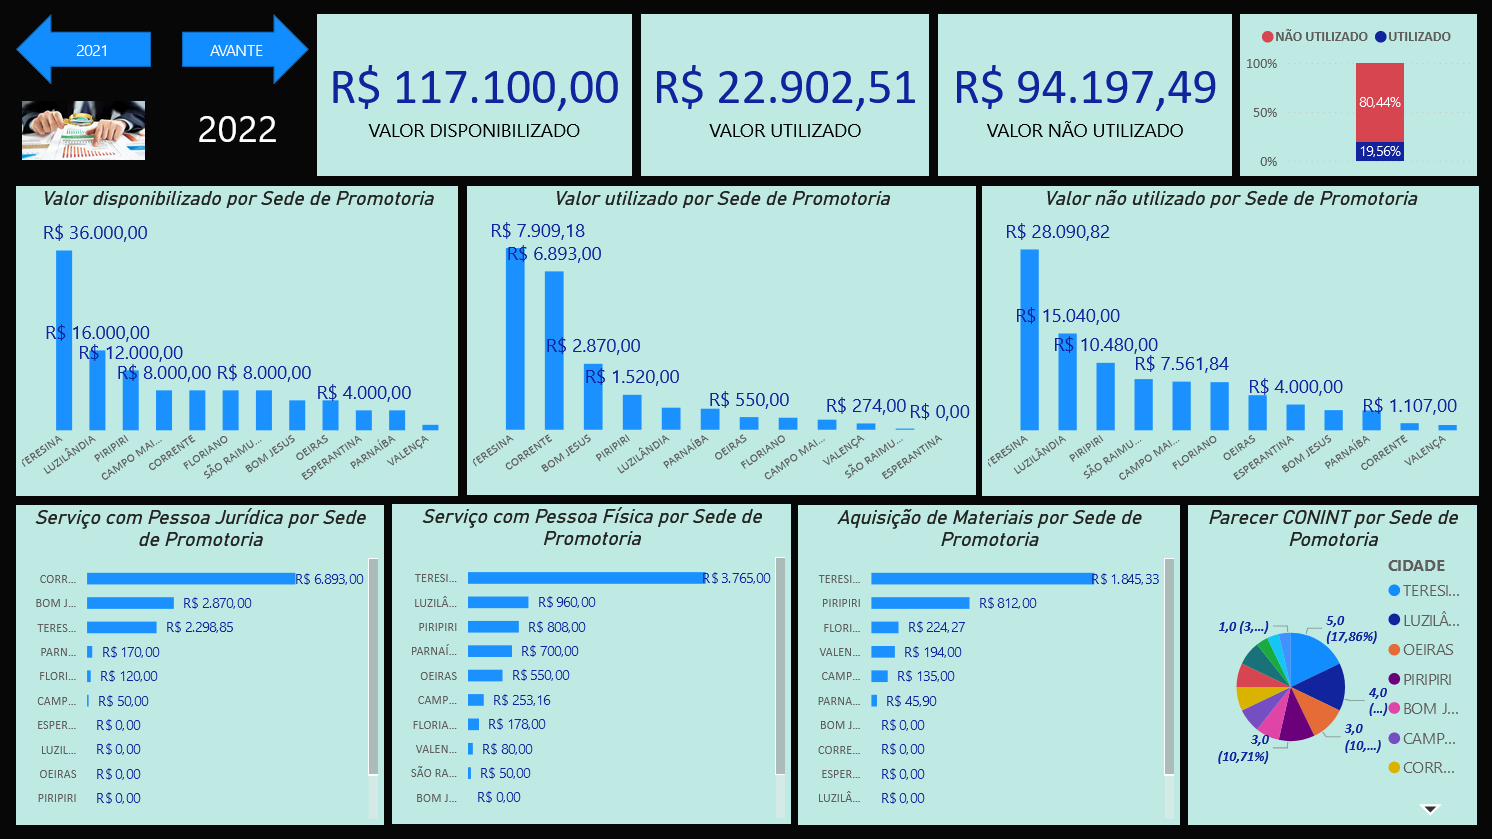 2021
AVANTE
2022
R$ 117.100,00
VALOR DISPONIBILIZADO
R$ 22.902,51
VALOR UTILIZADO
R$ 94.197,49
VALOR NÃO UTILIZADO
NÃO UTILIZADO UTILIZADO
100%
50%
0%
80,44%
19,56%
Valor disponibilizado por Sede de Promotoria
R$ 36.000,00
R$ 16.000,00
R$ 12.000,00
R$ 8.000,00 R$ 8.000,00
R$ 4.000,00
TERESINA
LUZILÂNDIA
PIRIPIRI
CAMPO MAI...
CORRENTE
FLORIANO
SÃO RAIMU...
BOM JESUS
OEIRAS
ESPERANTINA
PARNAÍBA
VALENÇA
Valor utilizado por Sede de Promotoria
R$ 7.909,18
R$ 6.893,00
R$ 2.870,00
R$ 1.520,00
R$ 550,00
R$ 274,00
R$ 0,00
TERESINA
CORRENTE
BOM JESUS
PIRIPIRI
LUZILÂNDIA
PARNAÍBA
OEIRAS
FLORIANO
CAMPO MAI...
VALENÇA
SÃO RAIMU...
ESPERANTINA
Valor não utilizado por Sede de Promotoria
R$ 28.090,82
R$ 15.040,00
R$ 10.480,00
R$ 7.561,84
R$ 4.000,00
R$ 1.107,00
TERESINA
LUZILÂNDIA
PIRIPIRI
SÃO RAIMU...
CAMPO MAI...
FLORIANO
OEIRAS
ESPERANTINA
BOM JESUS
PARNAÍBA
CORRENTE
VALENÇA
Serviço com Pessoa Jurídica por Sede
de Promotoria
CORR... R$ 6.893,00
BOM J... R$ 2.870,00
TERES... R$ 2.298,85
PARN... R$ 170,00
FLORI... R$ 120,00
CAMP... R$ 50,00
ESPER... R$ 0,00
LUZIL... R$ 0,00
OEIRAS R$ 0,00
PIRIPIRI R$ 0,00
Serviço com Pessoa Física por Sede de
Promotoria
TERESI... R$ 3.765,00
LUZILÂ... R$ 960,00
PIRIPIRI R$ 808,00
PARNAÍ... R$ 700,00
OEIRAS R$ 550,00
CAMP... R$ 253,16
FLORIA... R$ 178,00
VALEN... R$ 80,00
SÃO RA... R$ 50,00
BOM J... R$ 0,00
Aquisição de Materiais por Sede de
Promotoria
TERESI... R$ 1.845,33
PIRIPIRI R$ 812,00
FLORI... R$ 224,27
VALEN... R$ 194,00
CAMP... R$ 135,00
PARNA... R$ 45,90
BOM J... R$ 0,00
CORRE... R$ 0,00
ESPER... R$ 0,00
LUZILÂ... R$ 0,00
Parecer CONINT por Sede de
Pomotoria
1,0 (3,...)
5,0
(17,86%)
4,0
(...)
3,0
(10,...)
3,0
(10,71%)
CIDADE
TERESI...
LUZILÂ...
OEIRAS
PIRIPIRI
BOM J...
CAMP...
CORR...